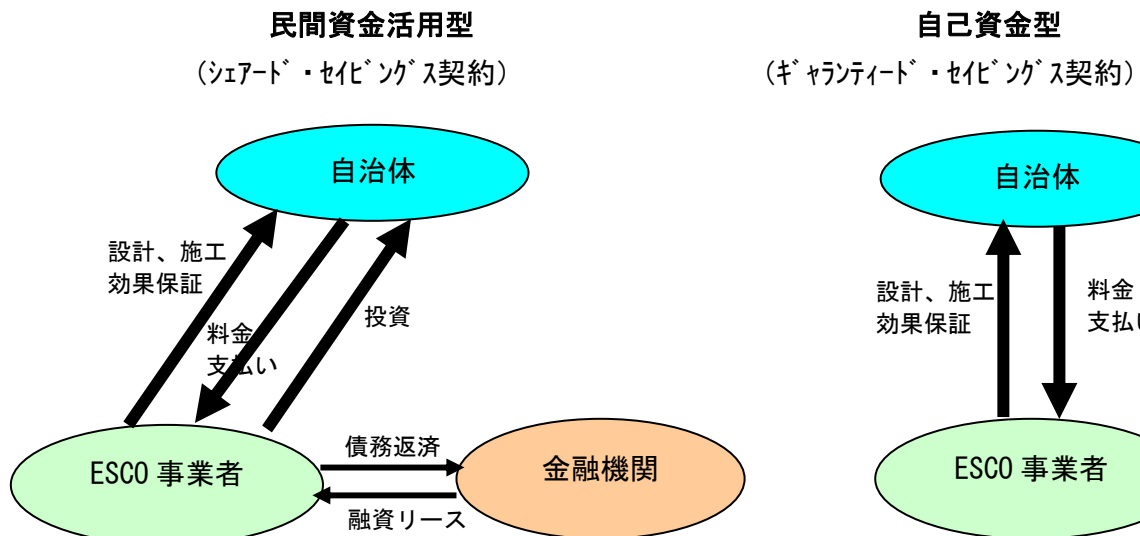 民間資金活用型
（ｼｪｱｰﾄﾞ・ｾｲﾋﾞﾝｸﾞｽ契約）
自治体
設計、施工
効果保証
料金
支払い
投資
ESCO 事業者
債務返済
融資リース
金融機関
自己資金型
（ｷﾞｬﾗﾝﾃｨｰﾄﾞ・ｾｲﾋﾞﾝｸﾞｽ契約）
自治体
設計、施工
効果保証
料金
支払い
ESCO 事業者